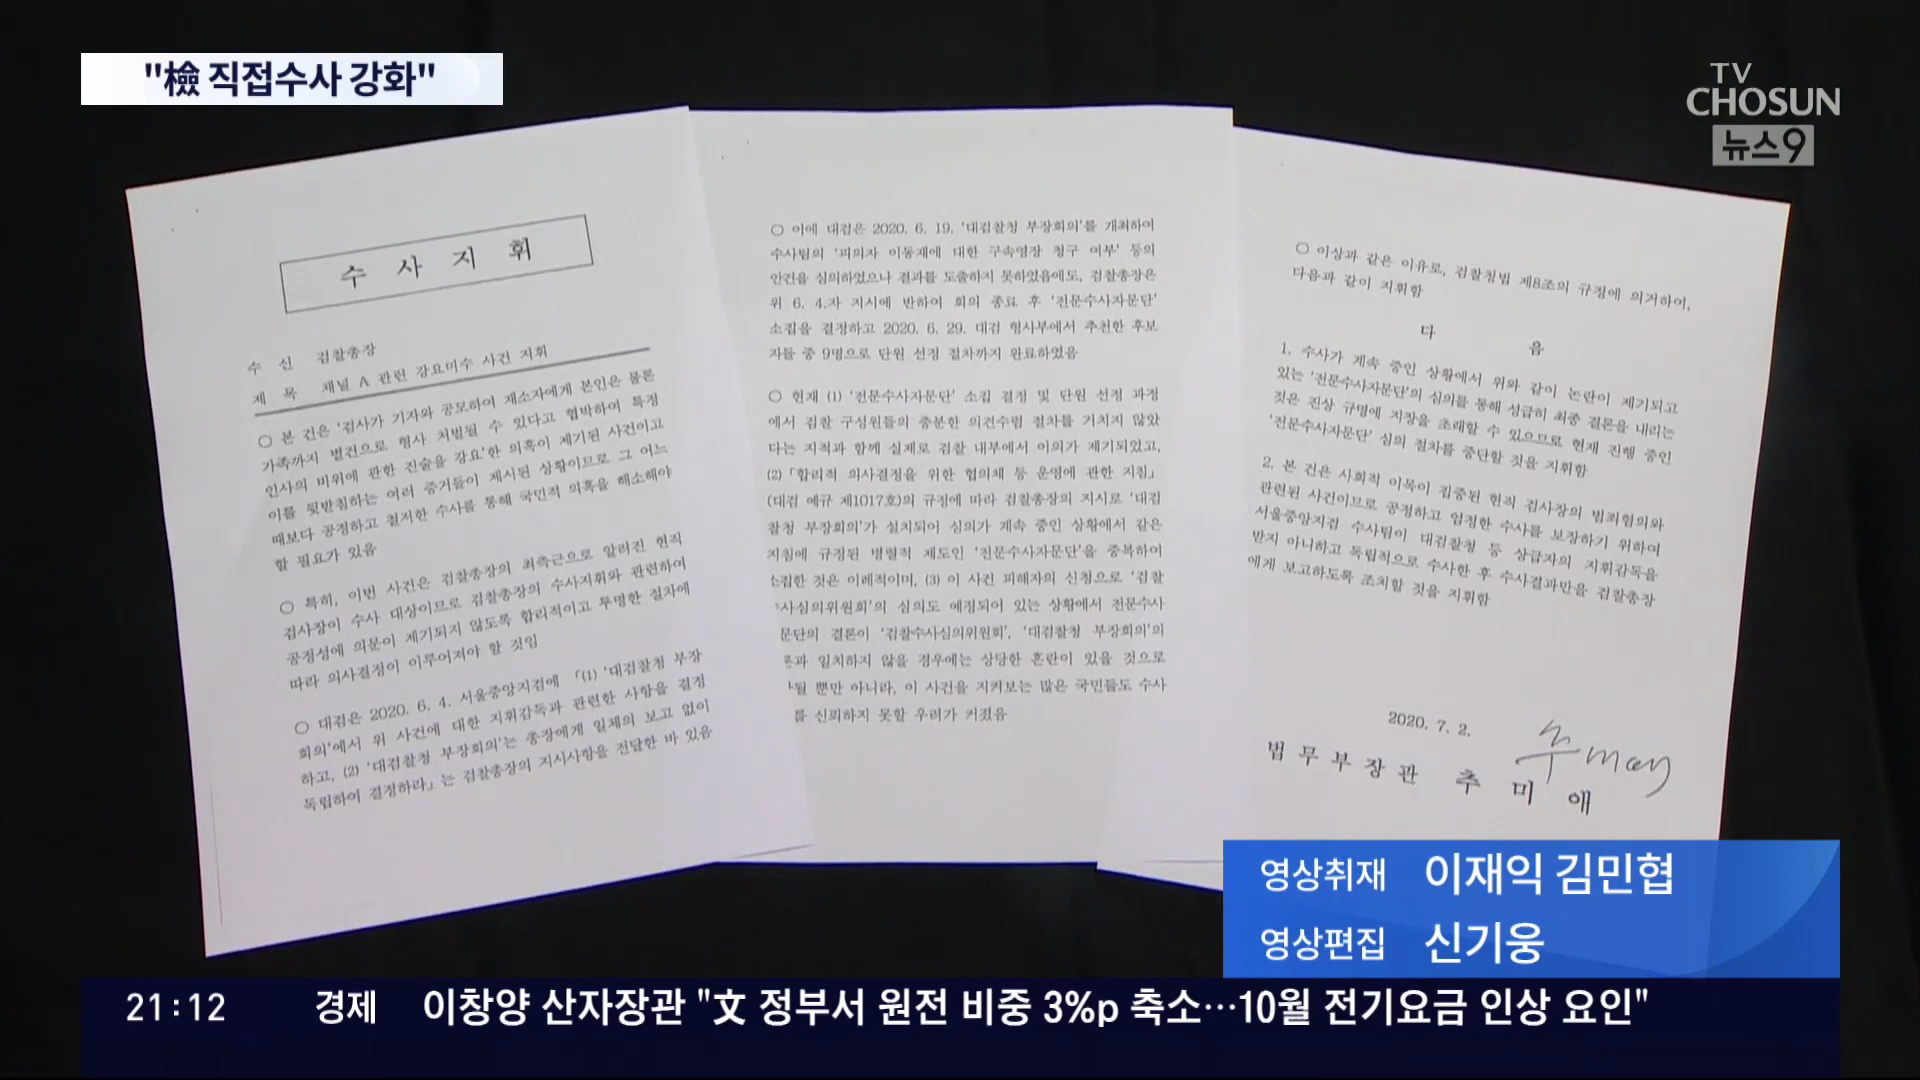 "檢 직접수사 강화"
TV
CHOSUN
뉴스9
수 사 지 휘
수 신 검찰총장
제 목 채널 A 관련 강요미수 사건 지휘
○ 본 건은 '검사가 기자와 공모하여 재소자에게 본인은 물론
가족까지 별건으로 형사 처벌될 수 있다고 협박하여 특정
인사의 비위에 관한 진술을 강요'한 의혹이 제기된 사건이고
이를 뒷받침하는 여러 증거들이 제시된 상황이므로 그 어느
때보다 공정하고 철저한 수사를 통해 국민적 의혹을 해소해야
할 필요가 있음
○ 특히, 이번 사건은 검찰총장의 최측근으로 알려진 현직
검사장이 수사 대상이므로 검찰총장의 수사지휘와 관련하여
공정성에 의문이 제기되지 않도록 합리적이고 투명한 절차에
따라 의사결정이 이루어져야 할 것임
○ 대검은 2020. 6. 4. 서울중앙지검에 「(1) '대검찰청 부장
회의'에서 위 사건에 대한 지휘감독과 관련한 사항을 결정
하고, (2) '대검찰청 부장회의'는 총장에게 일체의 보고 없이
독립하여 결정하라」는 검찰총장의 지시사항을 전달한 바 있음
○ 이에 대검은 2020. 6. 19. '대검찰청 부장회의'를 개최하여
수사팀의 '피의자 이동재에 대한 구속영장 청구 여부' 등의
안건을 심의하였으나 결과를 도출하지 못하였음에도, 검찰총장은
위 6. 4.자 지시에 반하여 회의 종료 후 '전문수사자문단'
소집을 결정하고 2020. 6. 29. 대검 형사부에서 추천한 후보
자들 중 9명으로 단원 선정 절차까지 완료하였음
○ 현재 (1) '전문수사자문단' 소집 결정 및 단원 선정 과정
에서 검찰 구성원들의 충분한 의견수렴 절차를 거치지 않았
다는 지적과 함께 실제로 검찰 내부에서 이의가 제기되었고,
(2) 「합리적 의사결정을 위한 협의체 등 운영에 관한 지침」
(대검 예규 제1017호)의 규정에 따라 검찰총장의 지시로 '대검
찰청 부장회의'가 설치되어 심의가 계속 중인 상황에서 같은
지침에 규정된 병렬적 제도인 '전문수사자문단'을 중복하여
소집한 것은 이례적이며, (3) 이 사건 피해자의 신청으로 '검찰
사심의위원회'의 심의도 예정되어 있는 상황에서 전문수사
문단의 결론이 '검찰수사심의위원회', '대검찰청 부장회의'의
론과 일치하지 않을 경우에는 상당한 혼란이 있을 것으로
될 뿐만 아니라, 이 사건을 지켜보는 많은 국민들도 수사
를 신뢰하지 못할 우려가 커졌음
○ 이상과 같은 이유로, 검찰청법 제8조의 규정에 의거하여,
다음과 같이 지휘함
다 음
1. 수사가 계속 중인 상황에서 위와 같이 논란이 제기되고
있는 '전문수사자문단'의 심의를 통해 성급히 최종 결론을 내리는
것은 진상 규명에 지장을 초래할 수 있으므로 현재 진행 중인
'전문수사자문단' 심의 절차를 중단할 것을 지휘함
2. 본 건은 사회적 이목이 집중된 현직 검사장의 범죄혐의와
관련된 사건이므로 공정하고 엄정한 수사를 보장하기 위하여
서울중앙지검 수사팀이 대검찰청 등 상급자의 지휘감독을
받지 아니하고 독립적으로 수사한 후 수사결과만을 검찰총장
에게 보고하도록 조치할 것을 지휘함
2020. 7. 2.
법무부장관 추 미 애
영상취재 이재익 김민협
영상편집 신기웅
21:12 경제 이창양 산자장관 "文 정부서 원전 비중 3%p 축소…10월 전기요금 인상 요인"